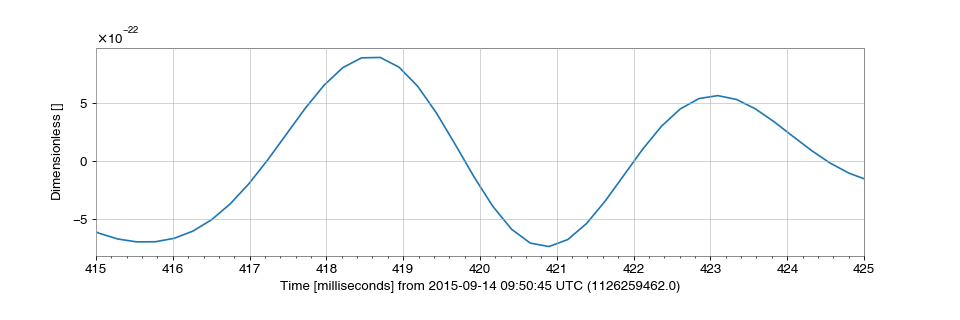 ×10⁻²²
Dimensionless []
5
0
−5
415 416 417 418 419 420 421 422 423 424 425
Time [milliseconds] from 2015-09-14 09:50:45 UTC (1126259462.0)